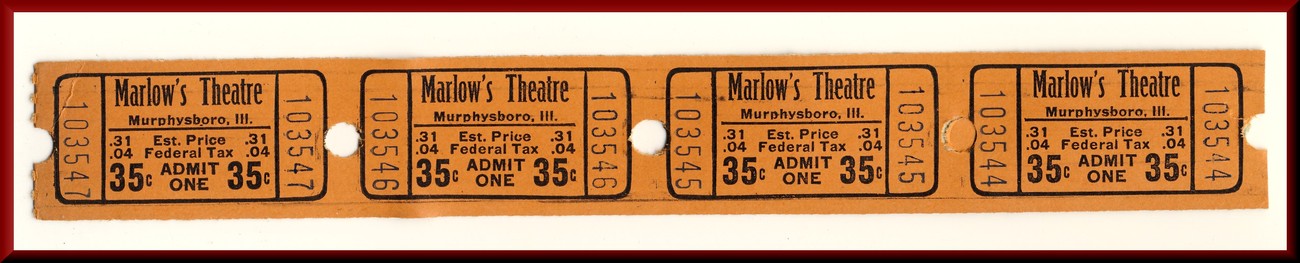 103547
Marlow's Theatre
Murphysboro, Ill.
.31 Est. Price .31
.04 Federal Tax .04
35c ADMIT ONE 35c
103547
103546
Marlow's Theatre
Murphysboro, Ill.
.31 Est. Price .31
.04 Federal Tax .04
35c ADMIT ONE 35c
103546
103545
Marlow's Theatre
Murphysboro, Ill.
.31 Est. Price .31
.04 Federal Tax .04
35c ADMIT ONE 35c
103545
103544
Marlow's Theatre
Murphysboro, Ill.
.31 Est. Price .31
.04 Federal Tax .04
35c ADMIT ONE 35c
103544